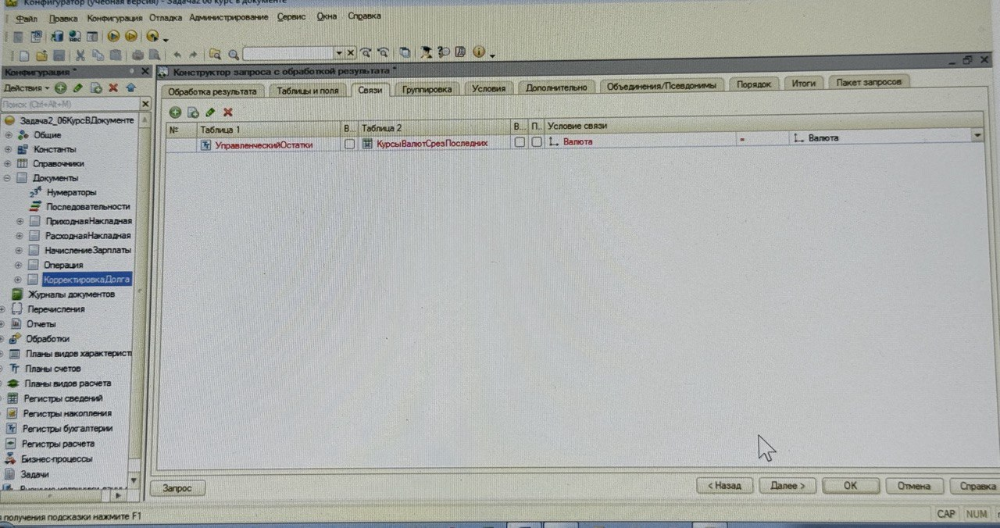 Конфигуратор (учебная версия) - Задача2 06 Курс в документе
Файл Правка Конфигурация Отладка Администрирование Сервис Окна Справка
Конфигурация *
Действия
Поиск (Ctrl+Alt+M)
Задача2_06КурсВДокументе
Общие
Константы
Справочники
Документы
Нумераторы
Последовательности
ПриходнаяНакладная
РасходнаяНакладная
НачислениеЗарплаты
Операция
КорректировкаДолга
Журналы документов
Перечисления
Отчеты
Обработки
Планы видов характерист
Планы счетов
Планы видов расчета
Регистры сведений
Регистры накопления
Регистры бухгалтерии
Регистры расчета
Бизнес-процессы
Задачи
Конструктор запроса с обработкой результата *
Обработка результата Таблицы и поля Связи Группировка Условия Дополнительно Объединения/Псевдонимы Порядок Итоги Пакет запросов
№ Таблица 1 В... Таблица 2 В... П... Условие связи
УправленческийОстатки КурсыВалютСрезПоследних Валюта = Валюта
Запрос < Назад Далее > ОК Отмена Справка
я получения подсказки нажмите F1
CAP NUM